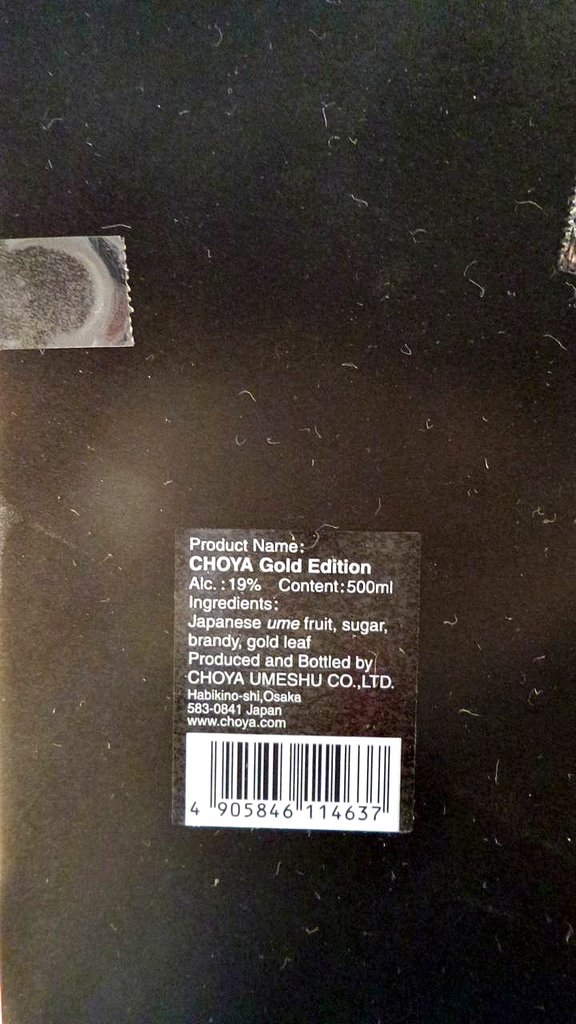 Product Name:
CHOYA Gold Edition
Alc.:19% Content:500ml
Ingredients:
Japanese ume fruit, sugar,
brandy, gold leaf
Produced and Bottled by
CHOYA UMESHU CO.,LTD.
Habikino-shi,Osaka
583-0841 Japan
www.choya.com
4 905846 114637